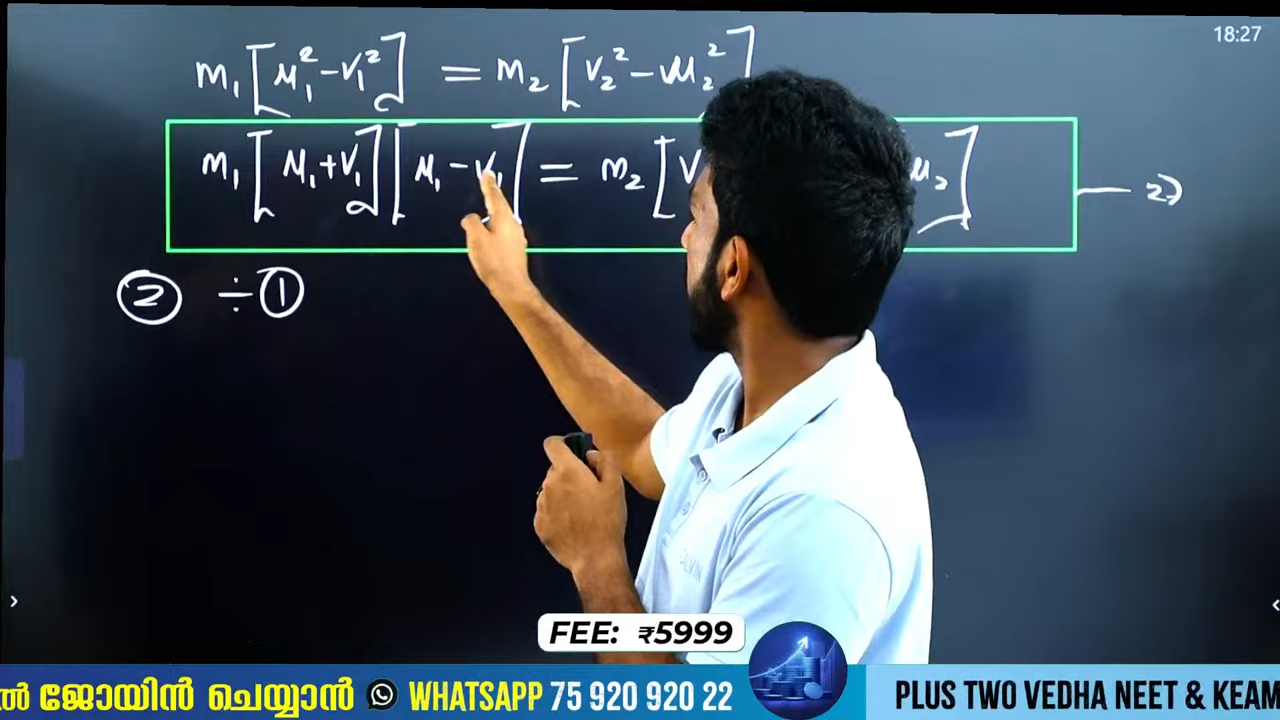 18:27
m₁[u₁²-v₁²] = m₂[v₂²-u₂²]
m₁[u₁+v₁][u₁-v₁] = m₂[v u₂] — 2)
② ÷ ①
FEE: ₹5999
ൽ ജോയിൻ ചെയ്യാൻ WHATSAPP 75 920 920 22 PLUS TWO VEDHA NEET & KEAM